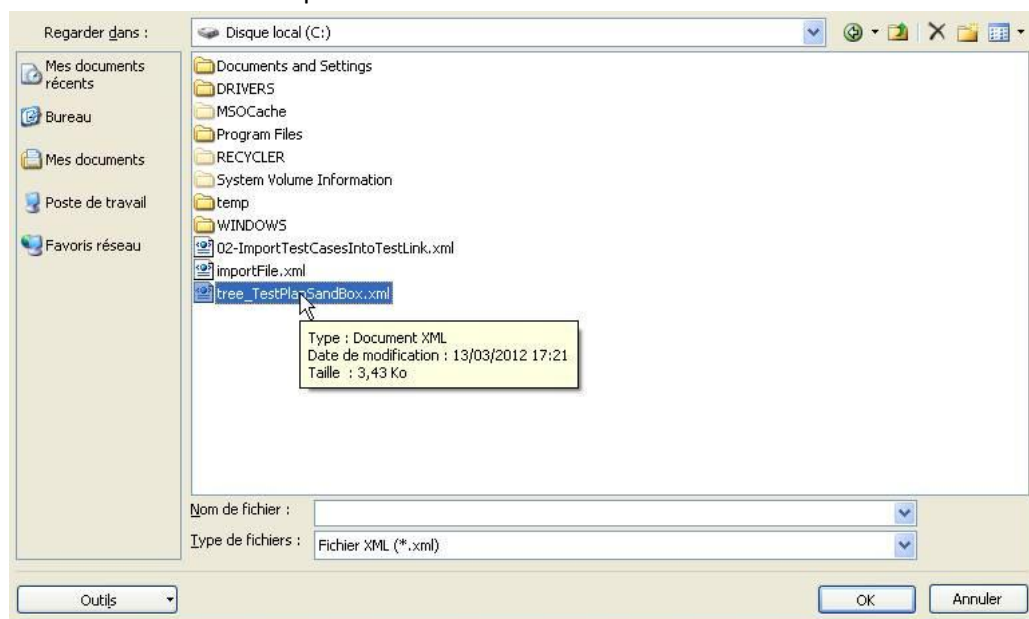 Regarder dans :
Disque local (C:)
Mes documents
récents
Bureau
Mes documents
Poste de travail
Favoris réseau
Documents and Settings
DRIVERS
MSOCache
Program Files
RECYCLER
System Volume Information
temp
WINDOWS
02-ImportTestCasesIntoTestLink.xml
importFile.xml
tree_TestPlanSandBox.xml
Type : Document XML
Date de modification : 13/03/2012 17:21
Taille : 3,43 Ko
Nom de fichier :
Type de fichiers :
Fichier XML (*.xml)
Outils
OK
Annuler